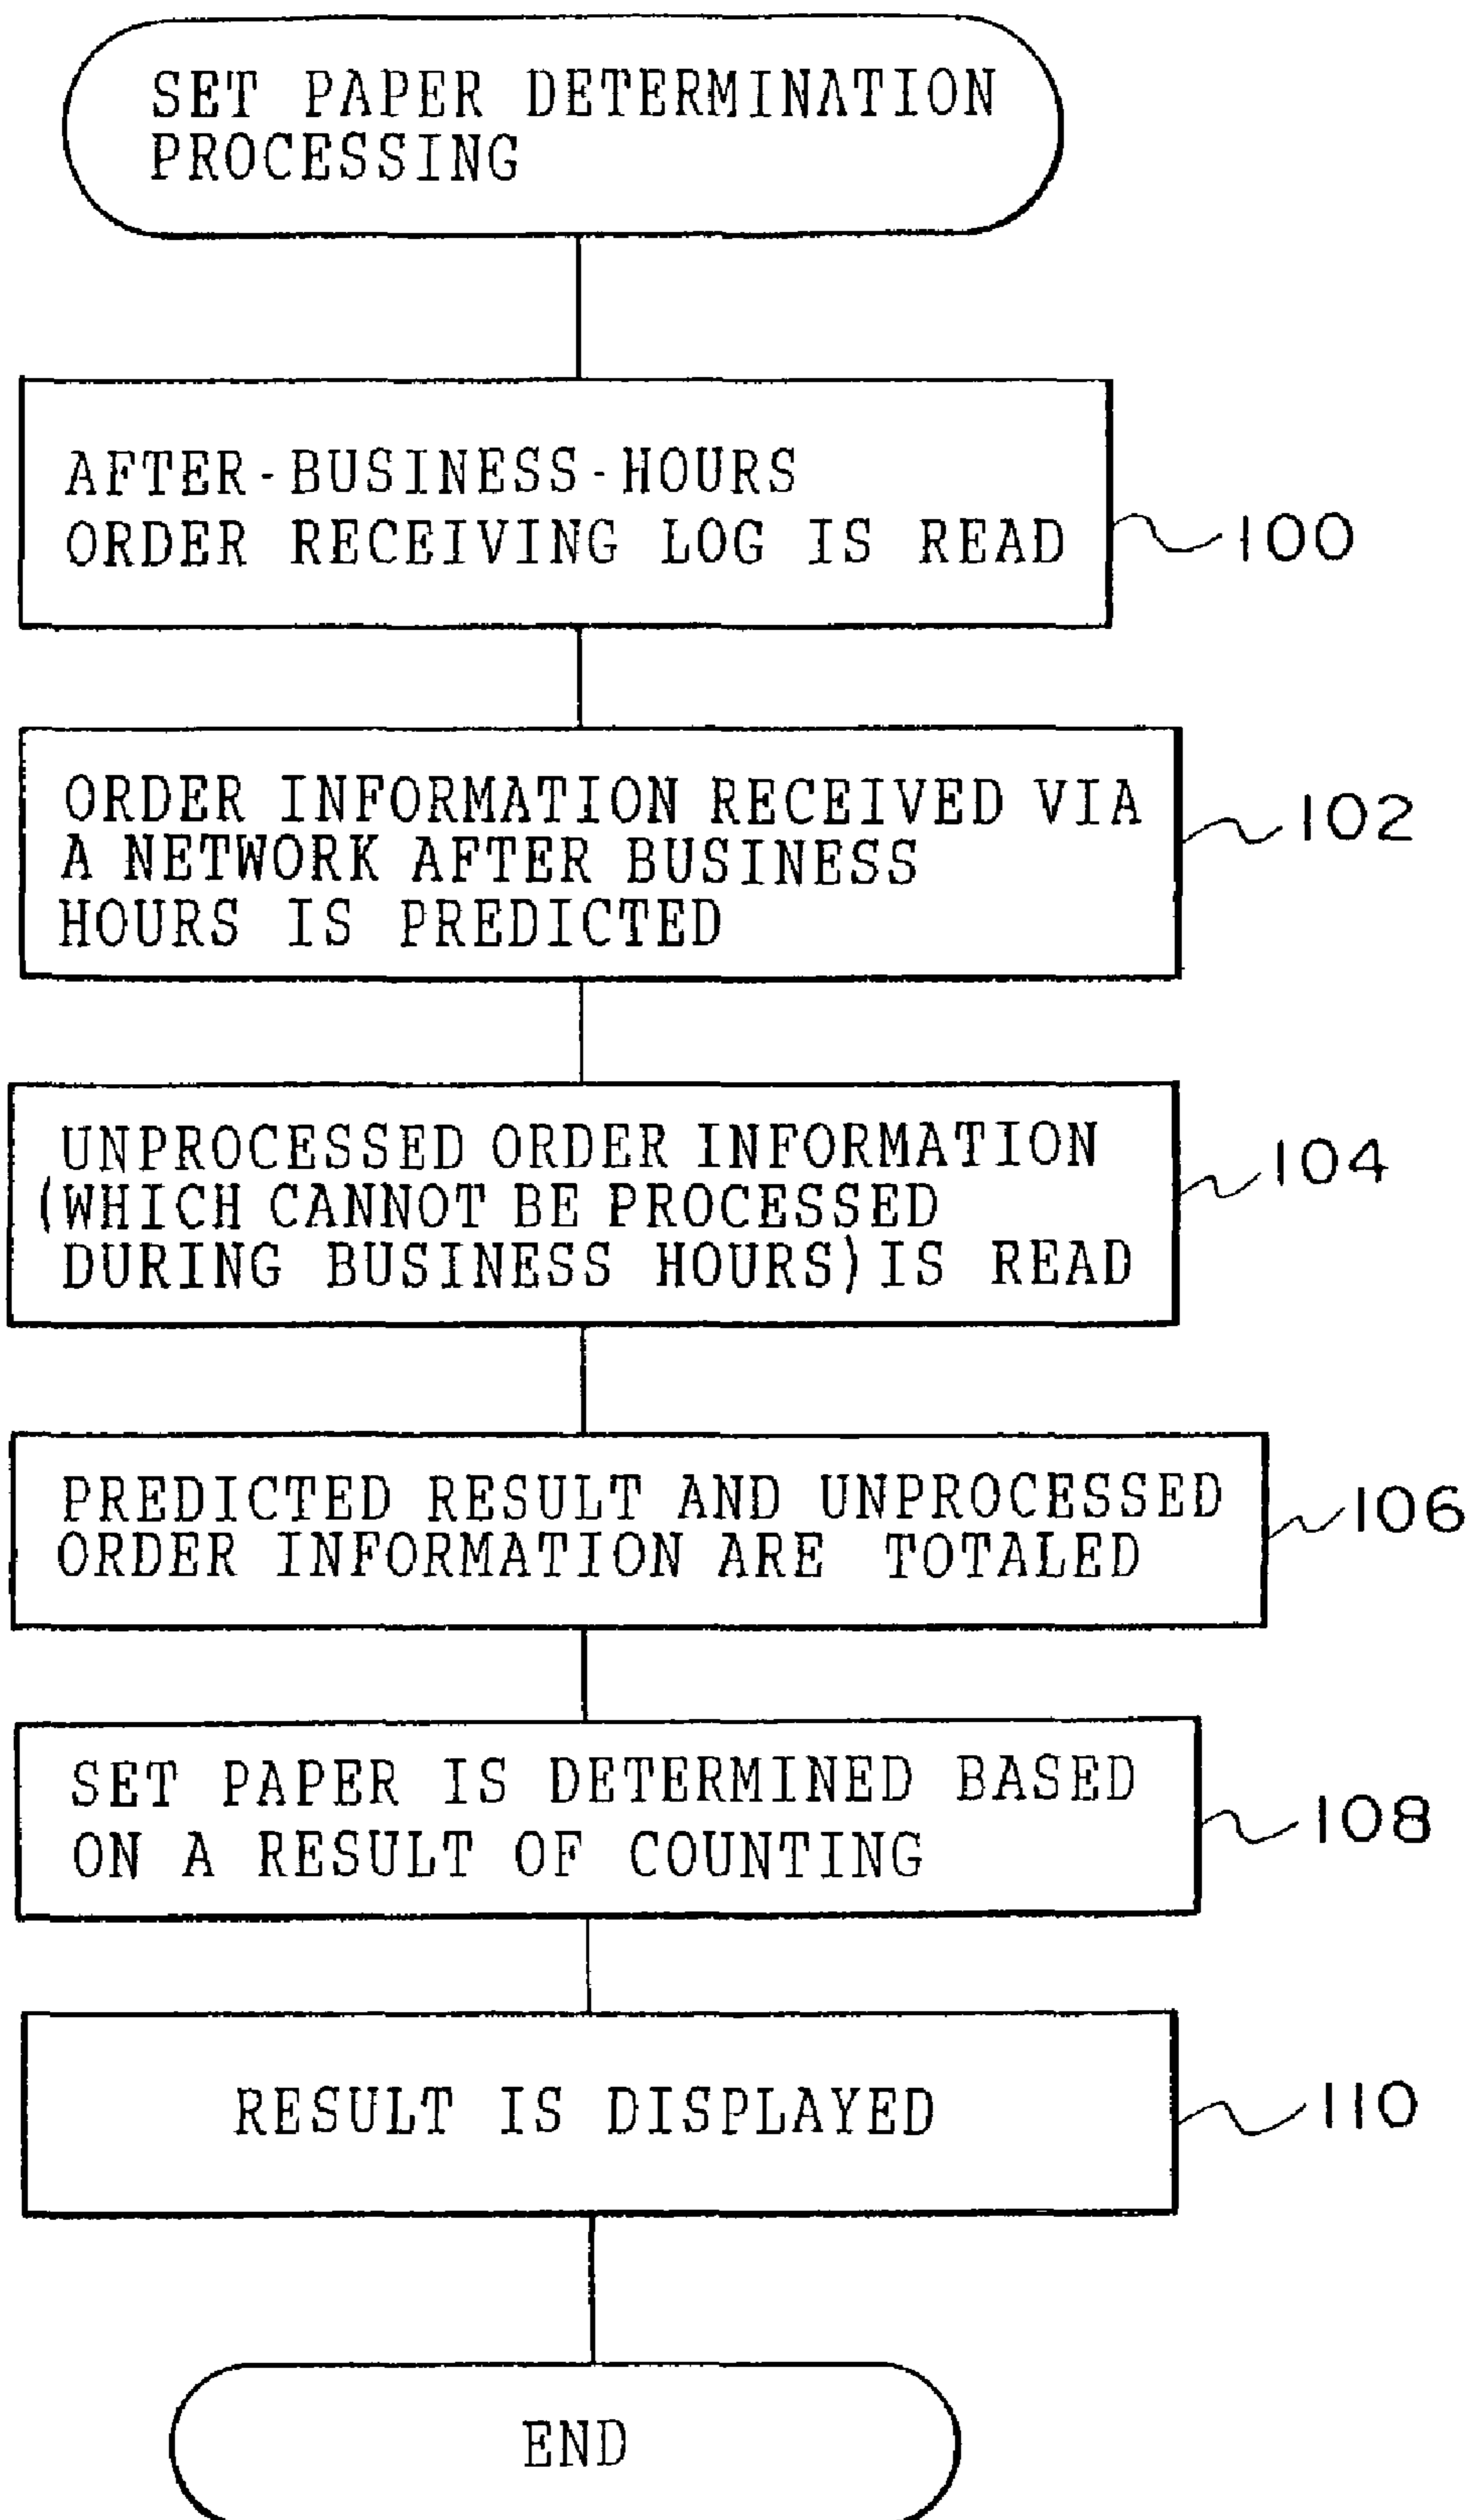 SET PAPER DETERMINATION
PROCESSING
AFTER-BUSINESS-HOURS
ORDER RECEIVING LOG IS READ
100
ORDER INFORMATION RECEIVED VIA
A NETWORK AFTER BUSINESS
HOURS IS PREDICTED
102
UNPROCESSED ORDER INFORMATION
(WHICH CANNOT BE PROCESSED
DURING BUSINESS HOURS) IS READ
104
PREDICTED RESULT AND UNPROCESSED
ORDER INFORMATION ARE TOTALED
106
SET PAPER IS DETERMINED BASED
ON A RESULT OF COUNTING
108
RESULT IS DISPLAYED
110
END